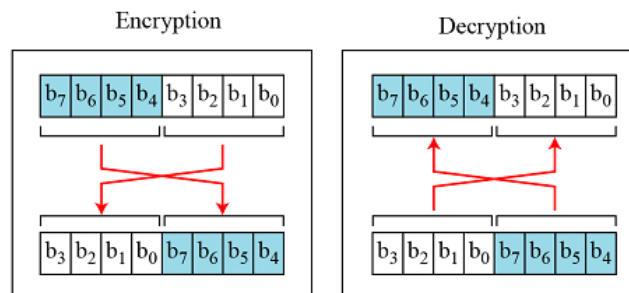 Encryption
b7 b6 b5 b4 b3 b2 b1 b0
b3 b2 b1 b0 b7 b6 b5 b4
Decryption
b7 b6 b5 b4 b3 b2 b1 b0
b3 b2 b1 b0 b7 b6 b5 b4